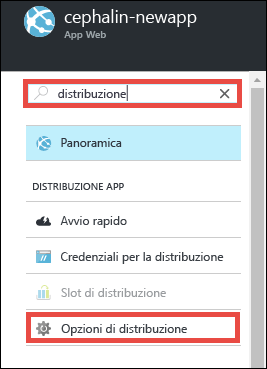 cephalin-newapp
App Web
distribuzione
Panoramica
DISTRIBUZIONE APP
Avvio rapido
Credenziali per la distribuzione
Slot di distribuzione
Opzioni di distribuzione